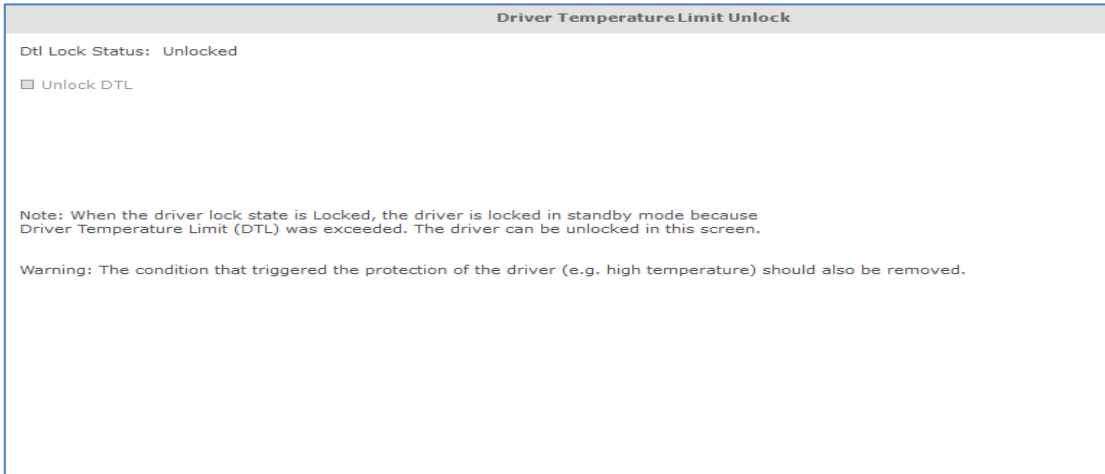 Driver Temperature Limit Unlock
Dtl Lock Status: Unlocked
Unlock DTL
Note: When the driver lock state is Locked, the driver is locked in standby mode because
Driver Temperature Limit (DTL) was exceeded. The driver can be unlocked in this screen.
Warning: The condition that triggered the protection of the driver (e.g. high temperature) should also be removed.